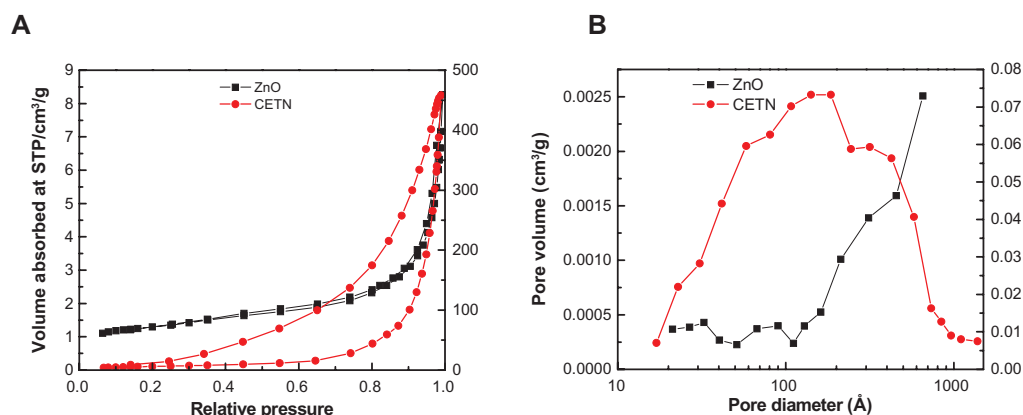 A
Volume absorbed at STP/cm³/g
9
8
7
6
5
4
3
2
1
0
500
400
300
200
100
0
ZnO
CETN
0.0 0.2 0.4 0.6 0.8 1.0
Relative pressure
B
Pore volume (cm³/g)
0.0025
0.0020
0.0015
0.0010
0.0005
0.0000
0.08
0.07
0.06
0.05
0.04
0.03
0.02
0.01
0.00
ZnO
CETN
10 100 1000
Pore diameter (Å)